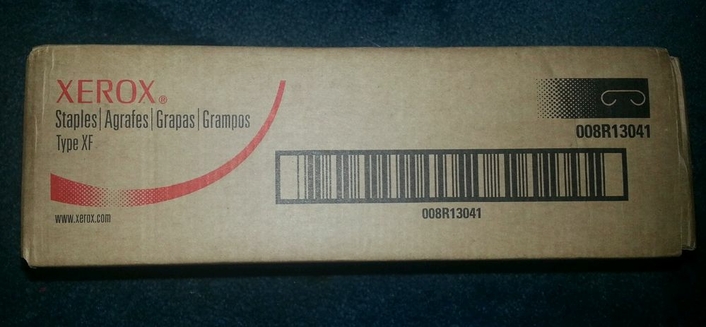 XEROX®
Staples | Agrafes | Grapas | Grampos
Type XF
www.xerox.com
008R13041
008R13041